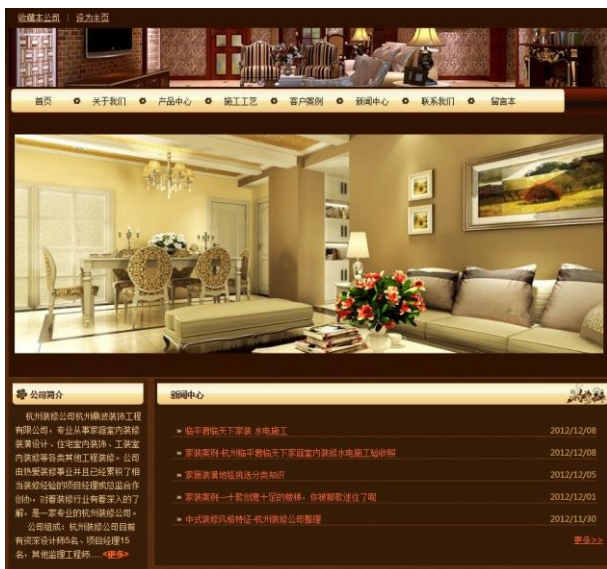 收藏本公司 | 设为主页
首页 关于我们 产品中心 施工工艺 客户案例 新闻中心 联系我们 留言本
公司简介
杭州装修公司杭州鼎波装饰工程
有限公司，专业从事家庭室内装修
装潢设计、住宅室内装饰、工装室
内装修等各类其他工程装修。公司
由热爱装修事业并且已经累积了相
当装修经验的项目经理或总监合作
创办，对着装修行业有着深入的了
解，是一家专业的杭州装修公司。
公司组成：杭州装修公司目前
有资深设计师5名、项目经理15
名，其他监理工程师.....<更多>
新闻中心
» 临平君临天下家装 水电施工 2012/12/08
» 家装案例-杭州临平君临天下家庭室内装修水电施工验收照 2012/12/08
» 家居装潢地毯挑选分类知识 2012/12/05
» 家装案例-一款创意十足的楼梯，你被哪款迷住了呢 2012/12/01
» 中式装修风格特征-杭州装修公司整理 2012/11/30
更多>>